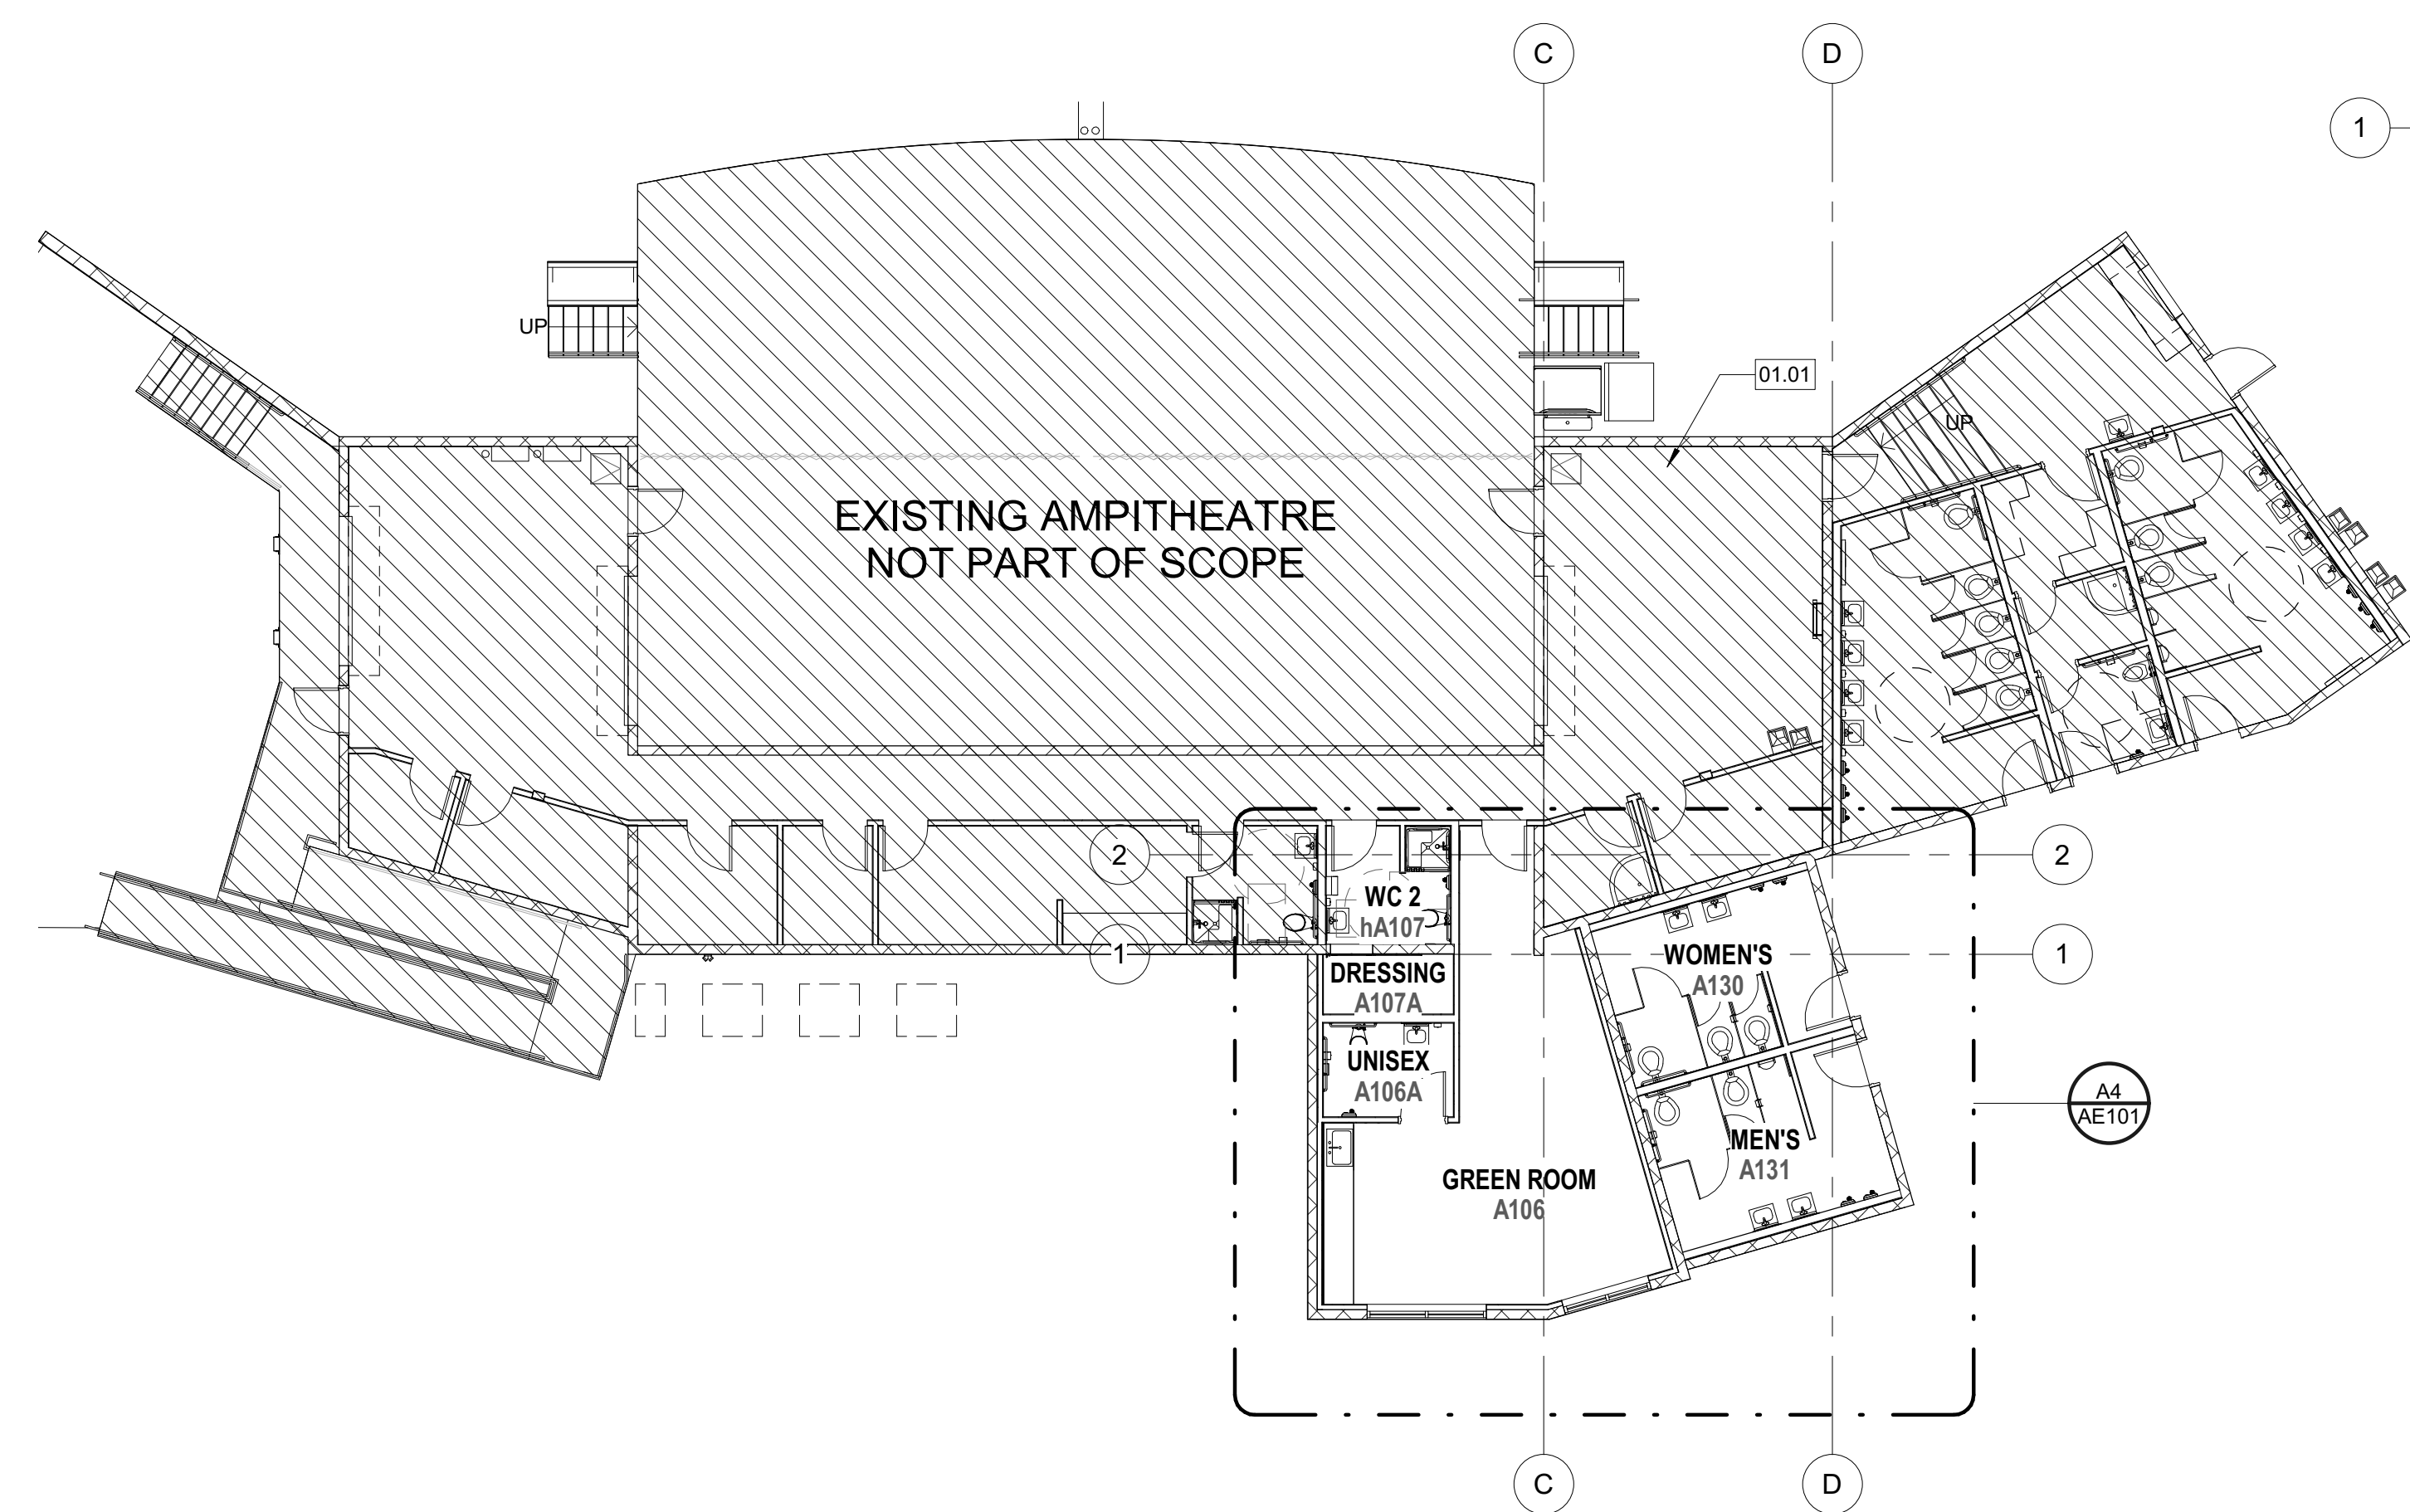 C
D
1
UP
01.01
UP
EXISTING AMPITHEATRE
NOT PART OF SCOPE
2
2
WC 2
hA107
1
1
DRESSING
A107A
WOMEN'S
A130
UNISEX
A106A
A4
AE101
MEN'S
A131
GREEN ROOM
A106
C
D